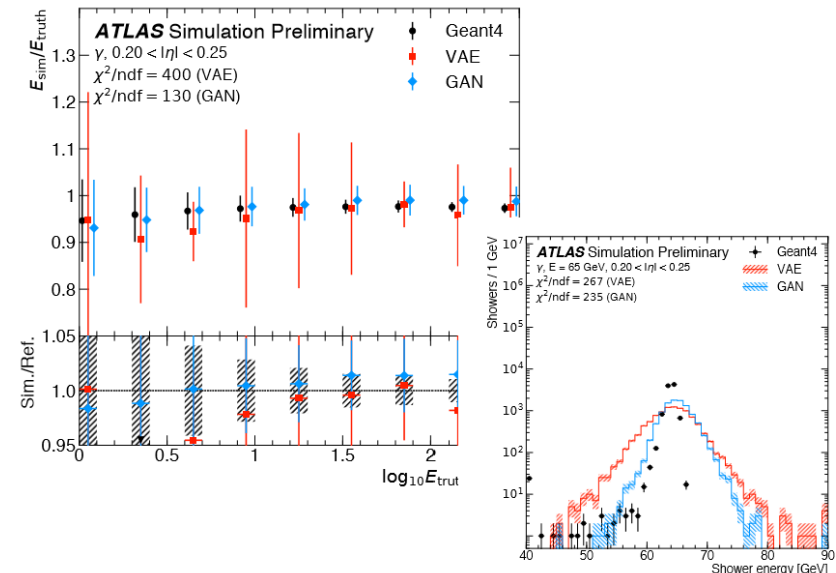 ATLAS Simulation Preliminary
γ, 0.20 < |η| < 0.25
χ²/ndf = 400 (VAE)
χ²/ndf = 130 (GAN)
Geant4
VAE
GAN
E_sim/E_truth
1.3
1.2
1.1
1
0.9
0.8
Sim./Ref.
1.05
1.0
0.95
0 0.5 1 1.5 2
log₁₀E_trut
ATLAS Simulation Preliminary
γ, E = 65 GeV, 0.20 < |η| < 0.25
χ²/ndf = 267 (VAE)
χ²/ndf = 235 (GAN)
Geant4
VAE
GAN
Showers / 1 GeV
10⁷
10⁶
10⁵
10⁴
10³
10²
10¹
40 50 60 70 80 90
Shower energy [GeV]